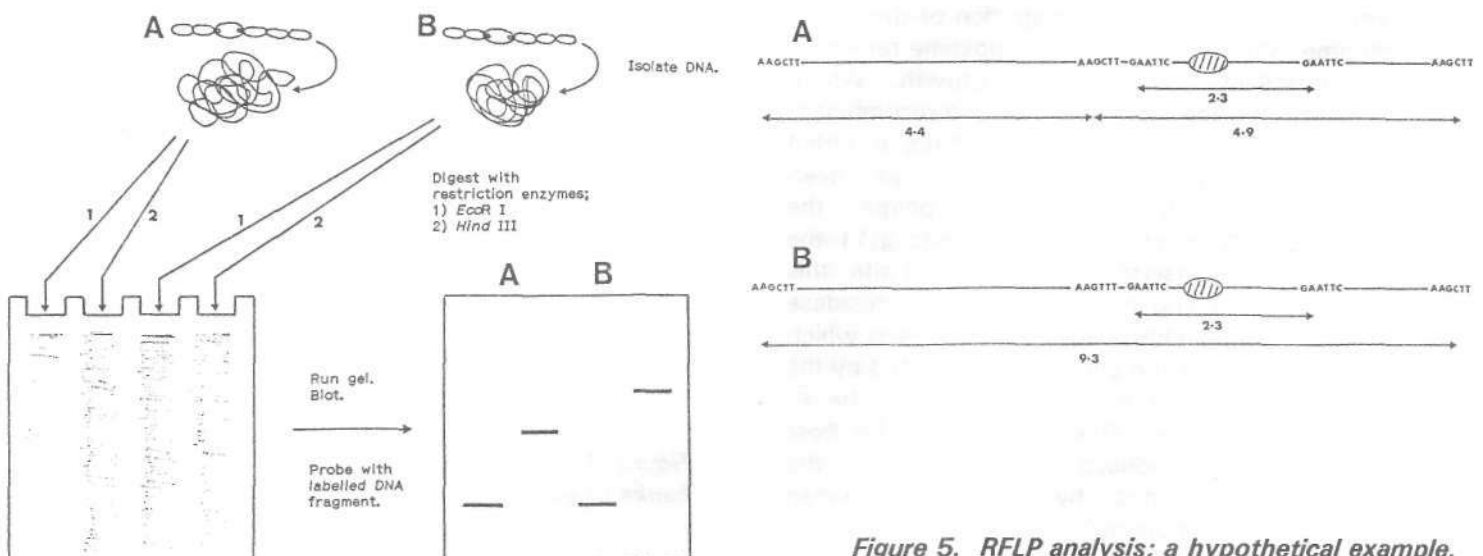 A
B
Isolate DNA.
Digest with
restriction enzymes;
1) EcoR I
2) Hind III
1
2
1
2
A
B
Run gel.
Blot.
Probe with
labelled DNA
fragment.
A
AAGCTT
AAGCTT
GAATTC
GAATTC
AAGCTT
2·3
4·4
4·9
B
AAGCTT
AAGTTT
GAATTC
GAATTC
AAGCTT
2·3
9·3
Figure 5. RFLP analysis: a hypothetical example.